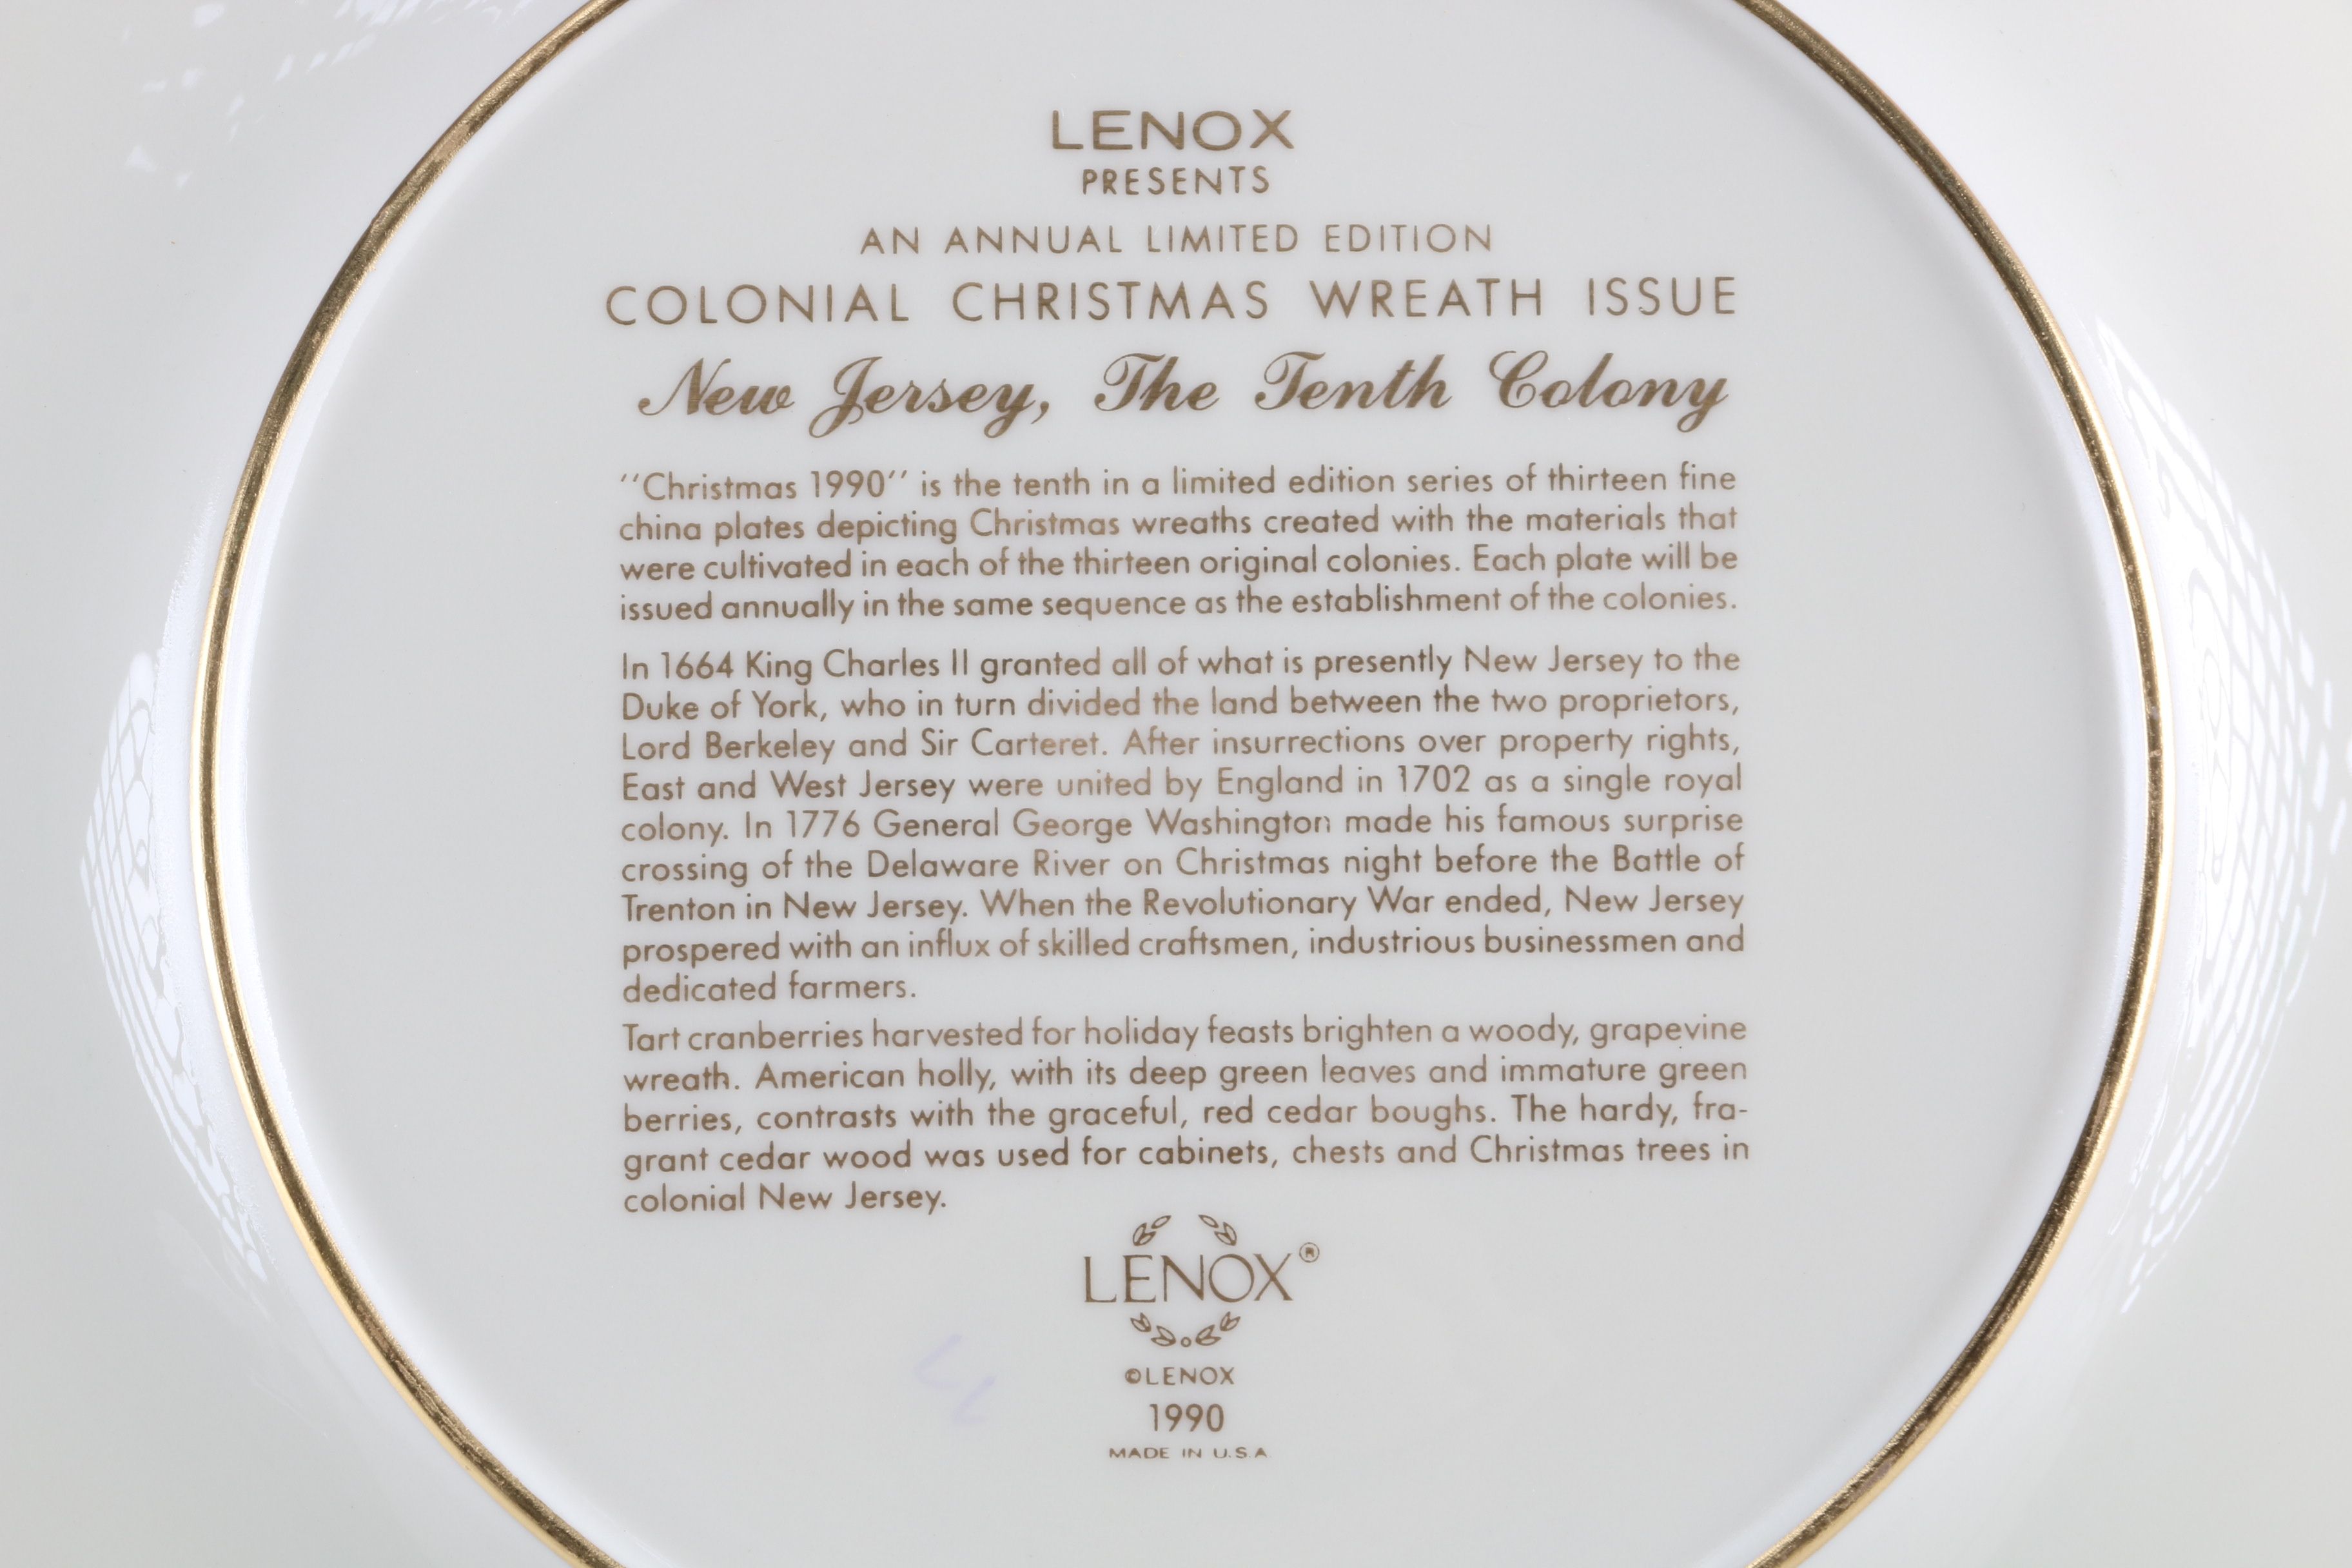 LENOX
PRESENTS
AN ANNUAL LIMITED EDITION
COLONIAL CHRISTMAS WREATH ISSUE
New Jersey, The Tenth Colony
"Christmas 1990" is the tenth in a limited edition series of thirteen fine
china plates depicting Christmas wreaths created with the materials that
were cultivated in each of the thirteen original colonies. Each plate will be
issued annually in the same sequence as the establishment of the colonies.
In 1664 King Charles II granted all of what is presently New Jersey to the
Duke of York, who in turn divided the land between the two proprietors,
Lord Berkeley and Sir Carteret. After insurrections over property rights,
East and West Jersey were united by England in 1702 as a single royal
colony. In 1776 General George Washington made his famous surprise
crossing of the Delaware River on Christmas night before the Battle of
Trenton in New Jersey. When the Revolutionary War ended, New Jersey
prospered with an influx of skilled craftsmen, industrious businessmen and
dedicated farmers.
Tart cranberries harvested for holiday feasts brighten a woody, grapevine
wreath. American holly, with its deep green leaves and immature green
berries, contrasts with the graceful, red cedar boughs. The hardy, fra-
grant cedar wood was used for cabinets, chests and Christmas trees in
colonial New Jersey.
LENOX®
©LENOX
1990
MADE IN U.S.A